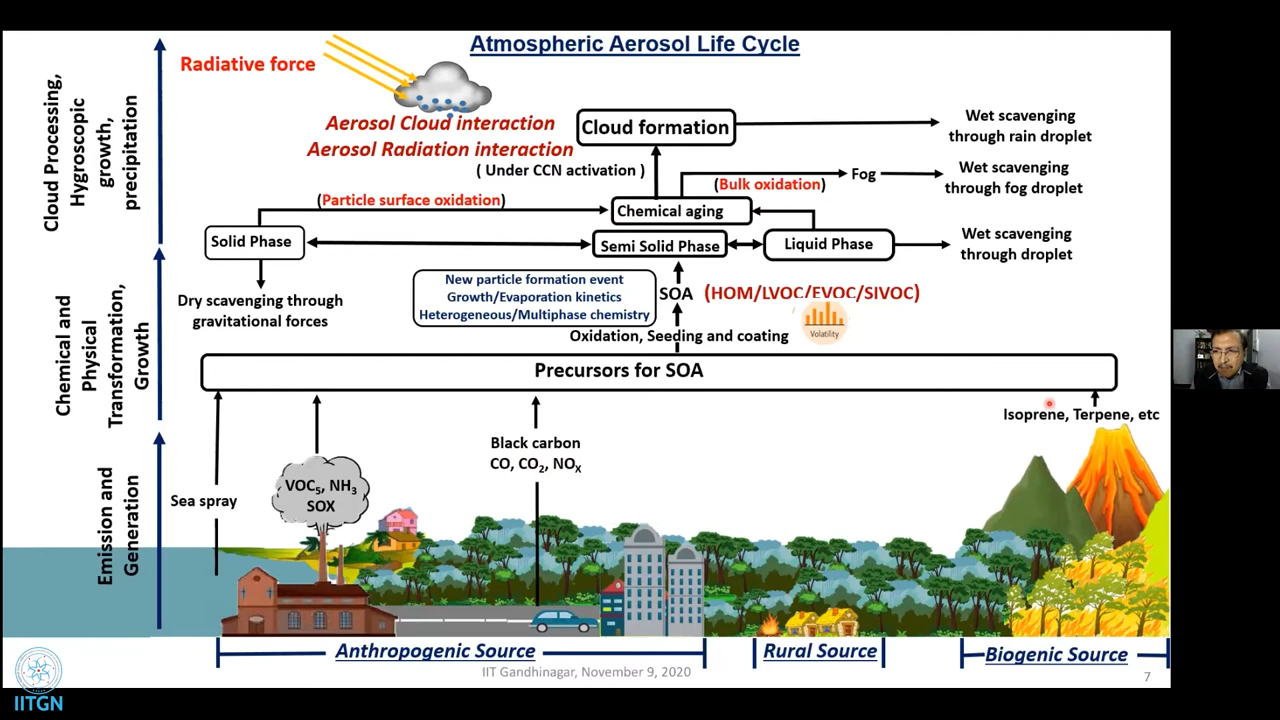 Atmospheric Aerosol Life Cycle
Radiative force
Cloud Processing,
Hygroscopic
growth,
precipitation
Aerosol Cloud interaction
Aerosol Radiation interaction
Cloud formation
Wet scavenging
through rain droplet
( Under CCN activation )
(Bulk oxidation)
Fog
Wet scavenging
through fog droplet
(Particle surface oxidation)
Chemical aging
Solid Phase
Semi Solid Phase
Liquid Phase
Wet scavenging
through droplet
Chemical and
Physical
Transformation,
Growth
Dry scavenging through
gravitational forces
New particle formation event
Growth/Evaporation kinetics
Heterogeneous/Multiphase chemistry
SOA
(HOM/LVOC/EVOC/SIVOC)
Volatility
Oxidation, Seeding and coating
Precursors for SOA
Isoprene, Terpene, etc
Emission and
Generation
Sea spray
VOC5, NH3
SOX
Black carbon
CO, CO2, NOX
Anthropogenic Source
Rural Source
Biogenic Source
IIT Gandhinagar, November 9, 2020
7
IITGN